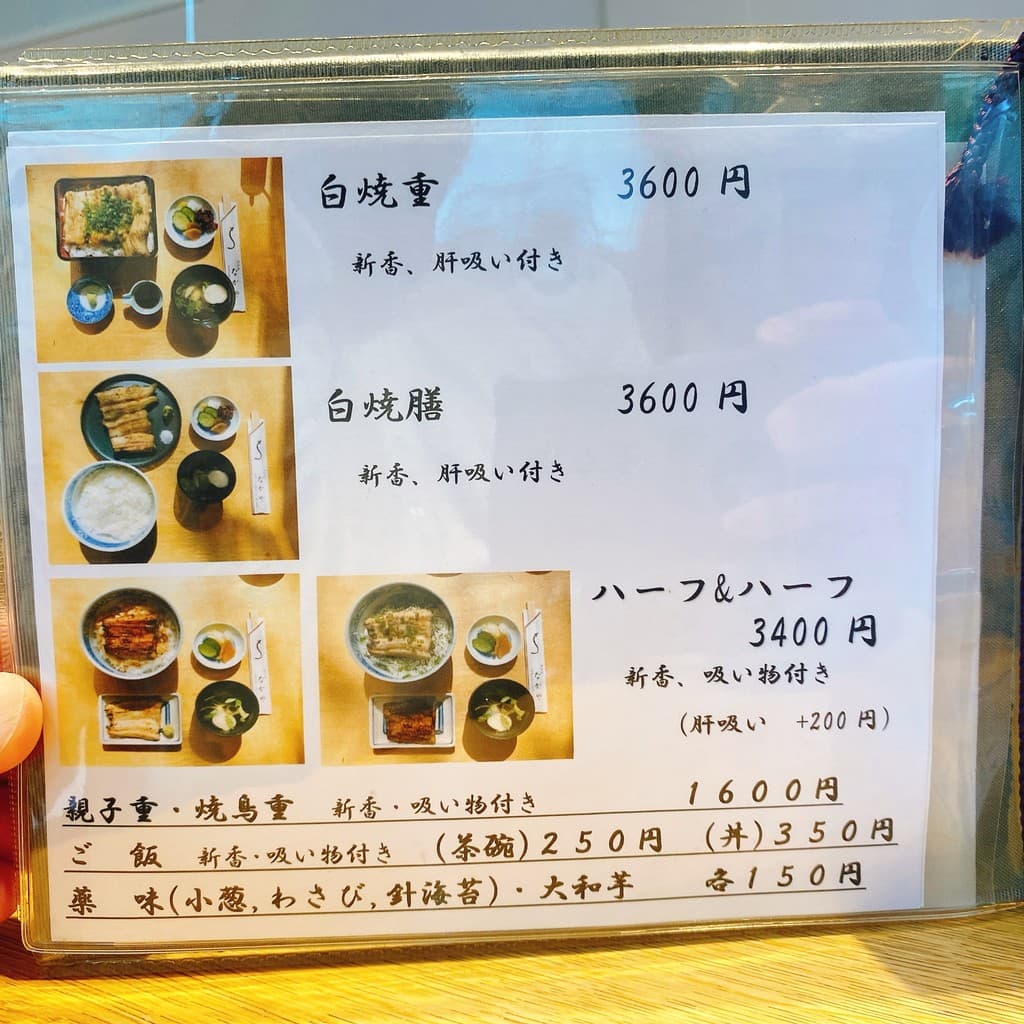 白焼重 3600 円
新香、肝吸い付き
白焼膳 3600 円
新香、肝吸い付き
ハーフ&ハーフ
3400 円
新香、吸い物付き
(肝吸い +200 円)
親子重・焼鳥重 新香・吸い物付き 1600円
ご 飯 新香・吸い物付き (茶碗)250円 (丼)350円
薬 味(小葱,わさび,針海苔)・大和芋 各150円